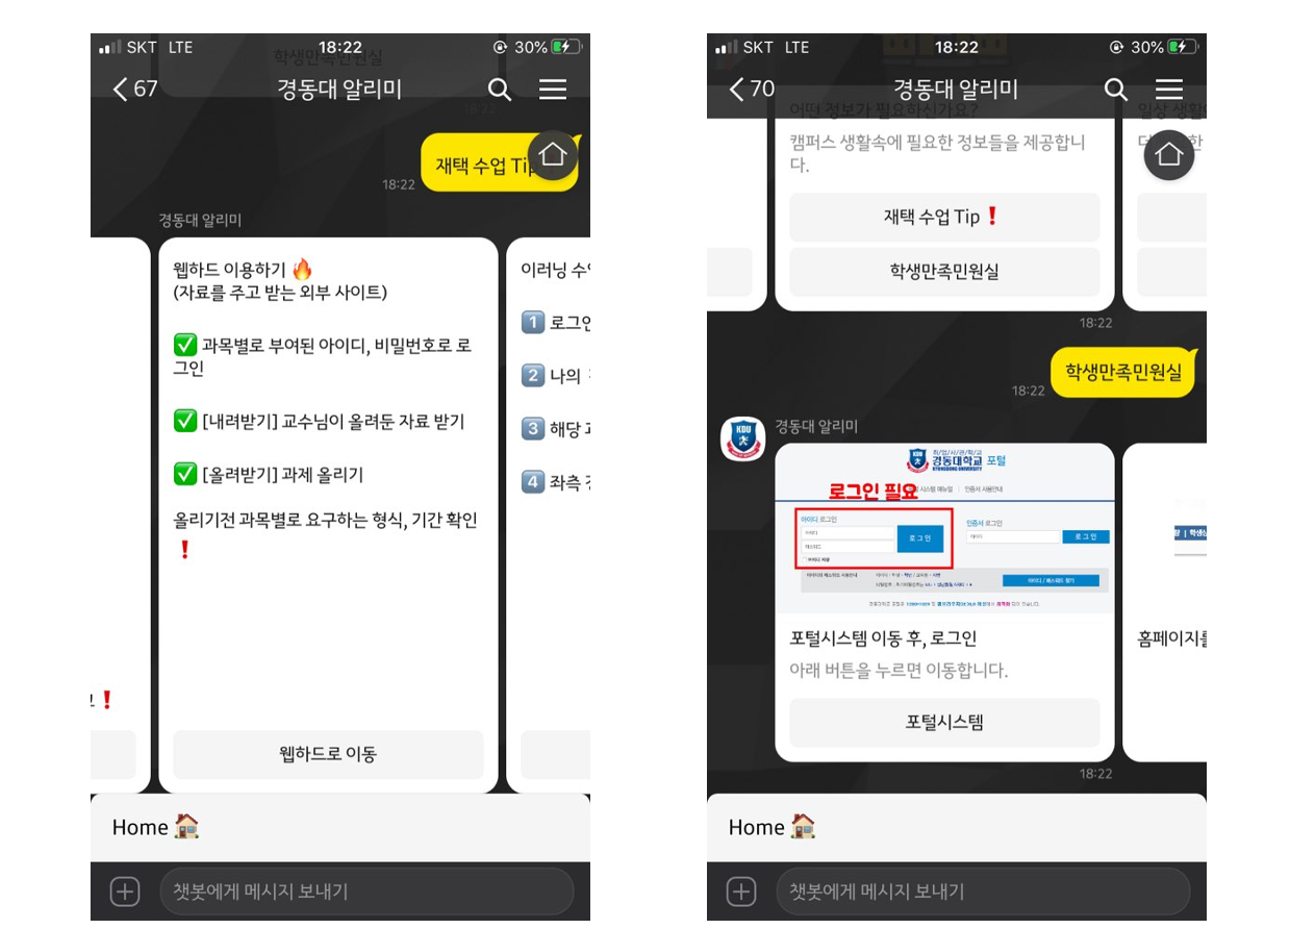 SKT LTE 18:22 30%
학생만족민원실
67 경동대 알리미
18:22
재택 수업 Tip
18:22
경동대 알리미
웹하드 이용하기 🔥
(자료를 주고 받는 외부 사이트)
✅ 과목별로 부여된 아이디, 비밀번호로 로
그인
✅ [내려받기] 교수님이 올려둔 자료 받기
✅ [올려받기] 과제 올리기
올리기전 과목별로 요구하는 형식, 기간 확인
❗
웹하드로 이동
❗
이러닝 수
1 로그인
2 나의
3 해당
4 좌측
Home 🏠
챗봇에게 메시지 보내기
SKT LTE 18:22 30%
70 경동대 알리미
어떤 정보가 필요하신가요?
캠퍼스 생활속에 필요한 정보들을 제공합니
다.
재택 수업 Tip ❗
학생만족민원실
일상 생활
18:22
학생만족민원실
18:22
경동대 알리미
KDU
경동대학교 포털
로그인 필요
인증서 사용안내
아이디 로그인
로그인
인증서 로그인
로그인
포털시스템 이동 후, 로그인
아래 버튼을 누르면 이동합니다.
포털시스템
홈페이지를
18:22
Home 🏠
챗봇에게 메시지 보내기